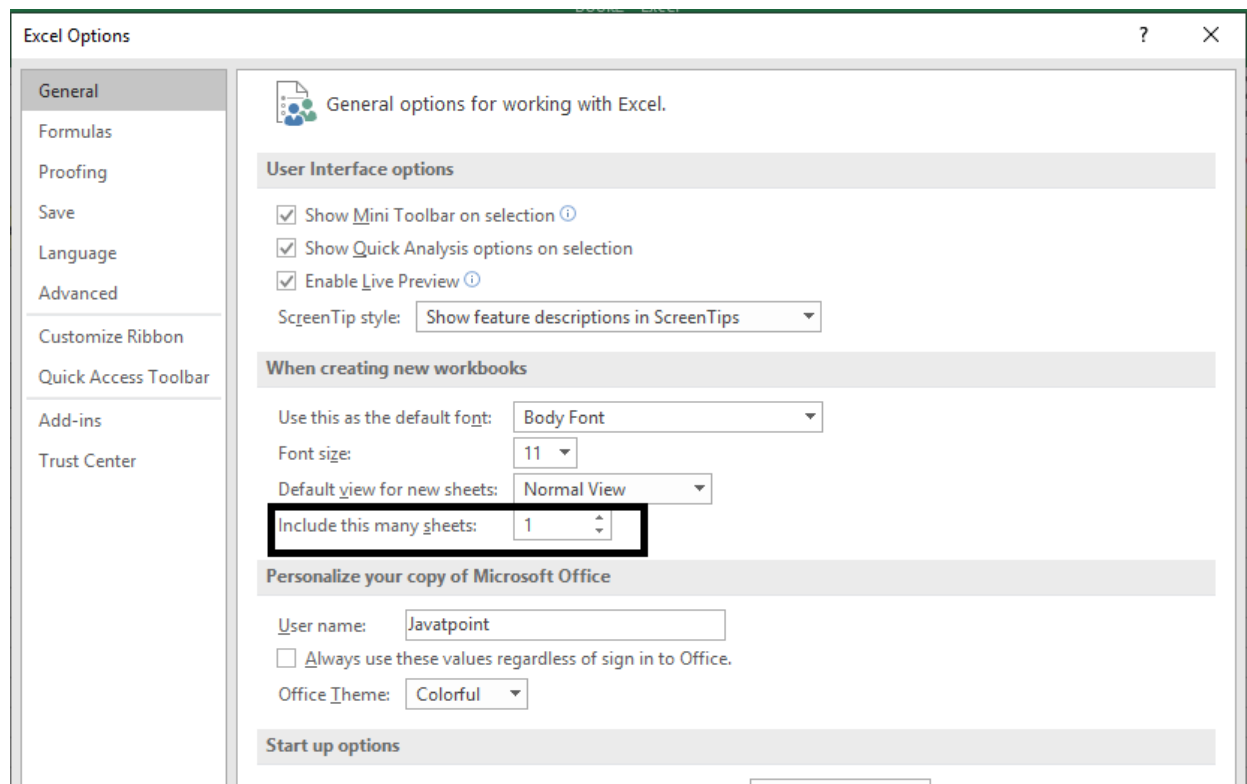 Excel Options
?
General
Formulas
Proofing
Save
Language
Advanced
Customize Ribbon
Quick Access Toolbar
Add-ins
Trust Center
General options for working with Excel.
User Interface options
Show Mini Toolbar on selection
Show Quick Analysis options on selection
Enable Live Preview
ScreenTip style: Show feature descriptions in ScreenTips
When creating new workbooks
Use this as the default font: Body Font
Font size: 11
Default view for new sheets: Normal View
Include this many sheets: 1
Personalize your copy of Microsoft Office
User name: Javatpoint
Always use these values regardless of sign in to Office.
Office Theme: Colorful
Start up options